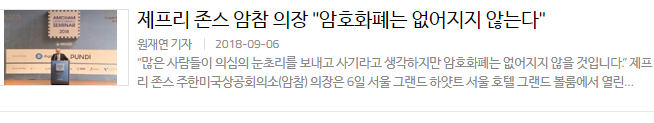 제프리 존스 암참 의장 "암호화폐는 없어지지 않는다"
원재연 기자 | 2018-09-06
"많은 사람들이 의심의 눈초리를 보내고 사기라고 생각하지만 암호화폐는 없어지지 않을 것입니다." 제프
리 존스 주한미국상공회의소(암참) 의장은 6일 서울 그랜드 하얏트 서울 호텔 그랜드 볼룸에서 열린...
AMCHAM
SEMINAR
2018
PUNDI